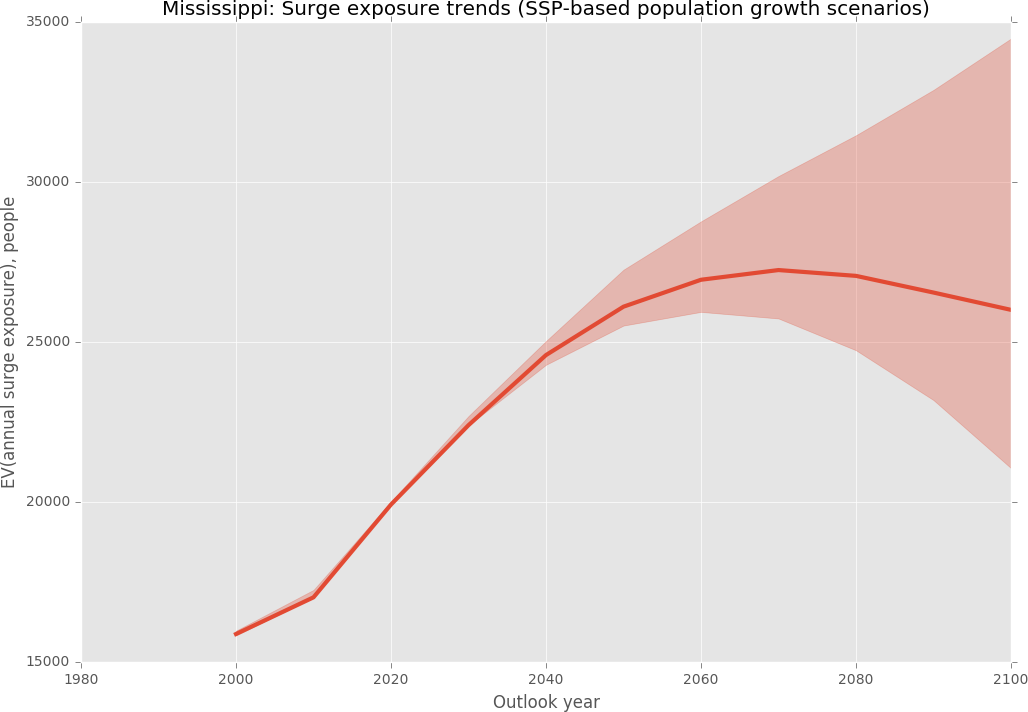 Mississippi: Surge exposure trends (SSP-based population growth scenarios)
35000
30000
25000
20000
15000
EV(annual surge exposure), people
1980 2000 2020 2040 2060 2080 2100
Outlook year